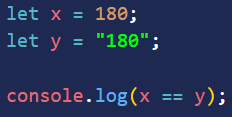 let x = 180;
let y = "180";
console.log(x == y);